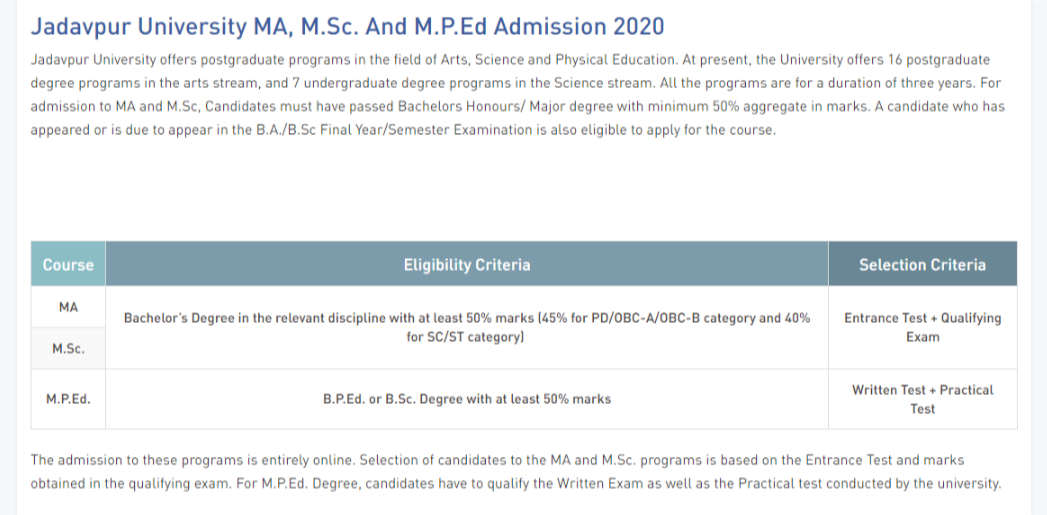 Jadavpur University MA, M.Sc. And M.P.Ed Admission 2020
Jadavpur University offers postgraduate programs in the field of Arts, Science and Physical Education. At present, the University offers 16 postgraduate
degree programs in the arts stream, and 7 undergraduate degree programs in the Science stream. All the programs are for a duration of three years. For
admission to MA and M.Sc, Candidates must have passed Bachelors Honours/ Major degree with minimum 50% aggregate in marks. A candidate who has
appeared or is due to appear in the B.A./B.Sc Final Year/Semester Examination is also eligible to apply for the course.
Course Eligibility Criteria Selection Criteria
MA
Bachelor's Degree in the relevant discipline with at least 50% marks (45% for PD/OBC-A/OBC-B category and 40%
for SC/ST category)
Entrance Test + Qualifying
Exam
M.Sc.
M.P.Ed. B.P.Ed. or B.Sc. Degree with at least 50% marks
Written Test + Practical
Test
The admission to these programs is entirely online. Selection of candidates to the MA and M.Sc. programs is based on the Entrance Test and marks
obtained in the qualifying exam. For M.P.Ed. Degree, candidates have to qualify the Written Exam as well as the Practical test conducted by the university.